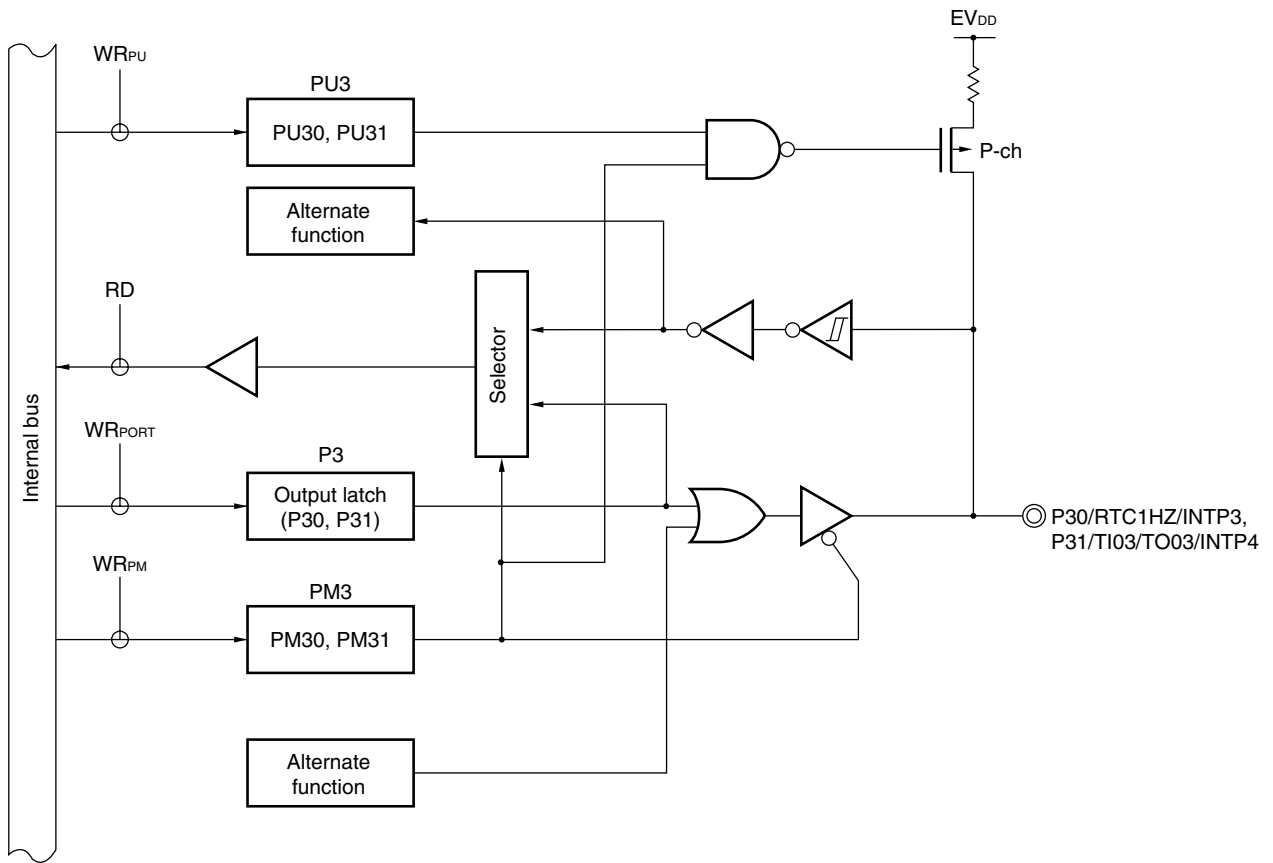 EVDD
WRPU
PU3
PU30, PU31
P-ch
Alternate
function
RD
Selector
Internal bus
WRPORT
P3
Output latch
(P30, P31)
P30/RTC1HZ/INTP3,
P31/TI03/TO03/INTP4
WRPM
PM3
PM30, PM31
Alternate
function